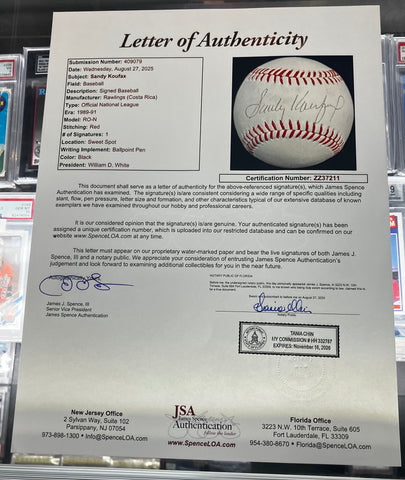 Letter of Authenticity
Submission Number: 409079
Date: Wednesday, August 27, 2025
Subject: Sandy Koufax
Field: Baseball
Description: Signed Baseball
Manufacturer: Rawlings (Costa Rica)
Type: Official National League
Era: 1989-91
Model: RO-N
Stitching: Red
# of Signatures: 1
Location: Sweet Spot
Writing Implement: Ballpoint Pen
Color: Black
President: William D. White
Sandy Koufax
Certification Number: ZZ37211
This document shall serve as a letter of authenticity for the above-referenced signature(s), which James Spence
Authentication has examined. The signature(s) is/are consistent considering a wide range of specific qualities including
slant, flow, pen pressure, letter size and formation, and other characteristics typical of our extensive database of known
exemplars we have examined throughout our hobby and professional careers.
It is our considered opinion that the signature(s) is/are genuine. Your authenticated signature(s) has been
assigned a unique certification number, which is uploaded into our restricted database and can be confirmed on our
website www.SpenceLOA.com at any time.
This letter must appear on our proprietary water-marked paper and bear the live signatures of both James J.
Spence, III and a notary public. We appreciate your consideration of entrusting James Spence Authentication's
judgement and look forward to examining additional collectibles for you in the near future.
NOTARY PUBLIC OF FLORIDA
James J. Spence, III
Senior Vice President
James Spence Authentication
Notary Public
TANIA CHIN
MY COMMISSION # HH 332787
EXPIRES: November 16, 2026
New Jersey Office
2 Sylvan Way, Suite 102
Parsippany, NJ 07054
973-898-1300 * Info@SpenceLOA.com
JSA
James Spence
Authentication
follow the leader
www.SpenceLOA.com
Florida Office
3223 N.W. 10th Terrace, Suite 605
Fort Lauderdale, FL 33309
954-380-8670 * Florida@SpenceLOA.com